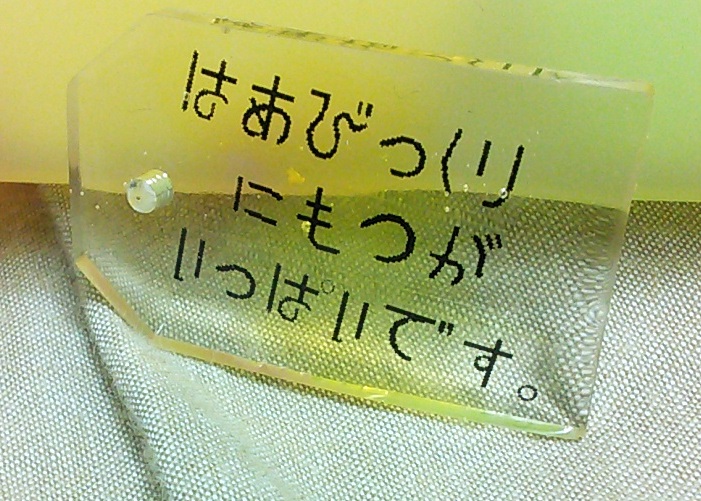 はあびっくり
にもつが
いっぱいです。